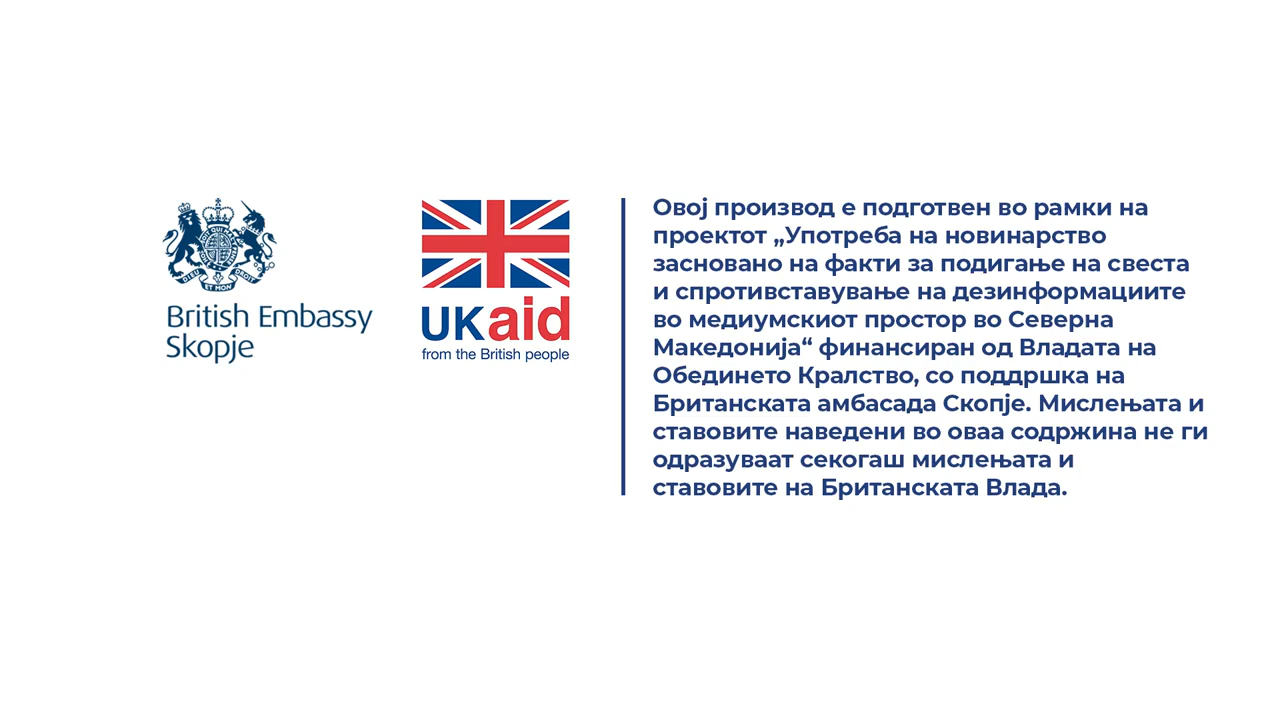 British Embassy
Skopje
UKaid
from the British people
Овој производ е подготвен во рамки на
проектот „Употреба на новинарство
засновано на факти за подигање на свеста
и спротивставување на дезинформациите
во медиумскиот простор во Северна
Македонија“ финансиран од Владата на
Обединето Кралство, со поддршка на
Британската амбасада Скопје. Мислењата и
ставовите наведени во оваа содржина не ги
одразуваат секогаш мислењата и
ставовите на Британската Влада.